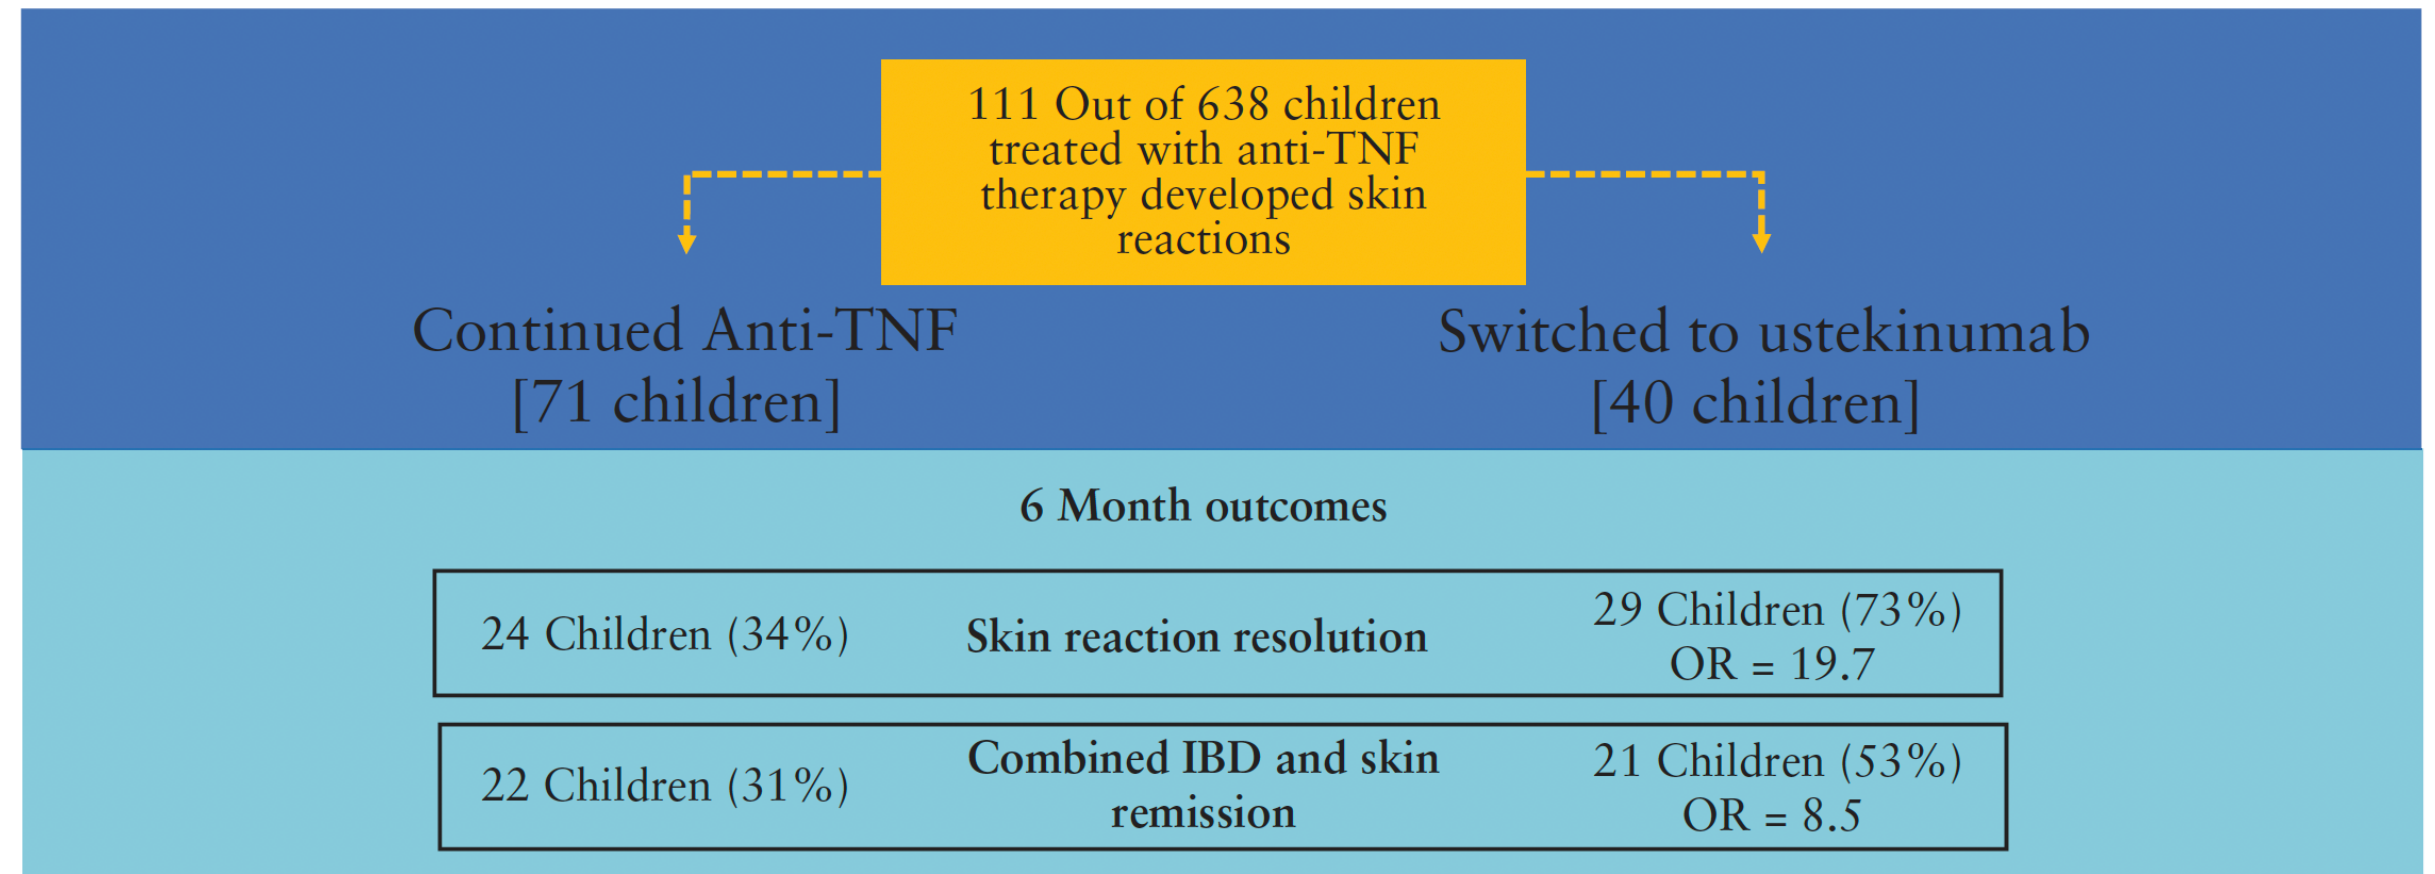 111 Out of 638 children
treated with anti-TNF
therapy developed skin
reactions
Continued Anti-TNF
[71 children]
Switched to ustekinumab
[40 children]
6 Month outcomes
24 Children (34%)
Skin reaction resolution
29 Children (73%)
OR = 19.7
22 Children (31%)
Combined IBD and skin
remission
21 Children (53%)
OR = 8.5